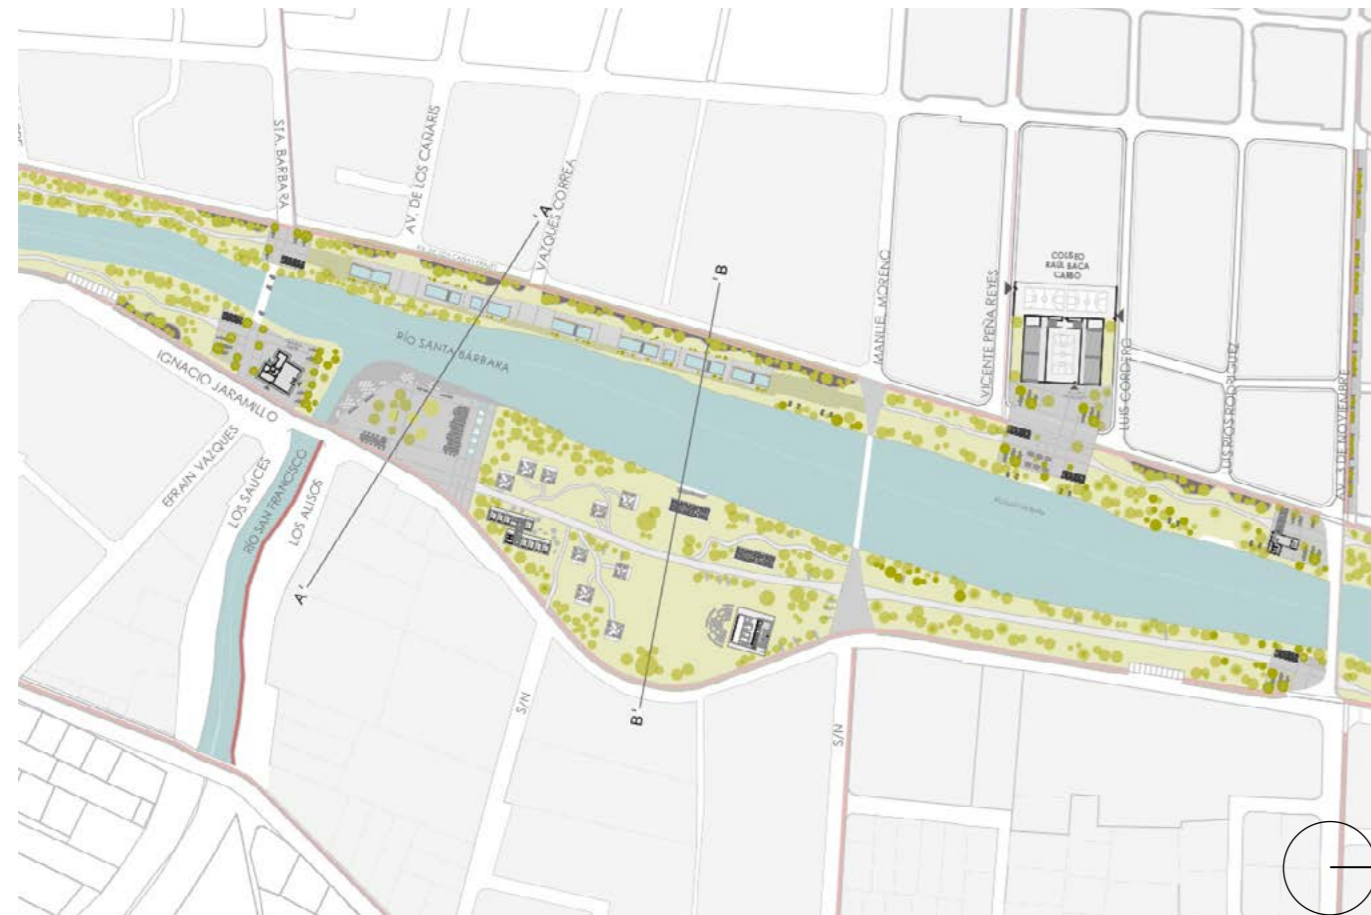 STA. BARBARA
AV. DE LOS CAÑARIS
VAZQUES CORREA
'A
'B
MANUEL MORENO
VICENTE PEÑA REYES
COLISEO
RAÚL BACA
CARBO
LUIS CORDERO
LUIS RIOS RODRIGUEZ
AV. 3 DE NOVIEMBRE
RÍO SANTA BÁRBARA
IGNACIO JARAMILLO
EFRAIN VAZQUES
LOS SAUCES
RÍO SAN FRANCISCO
LOS ALISOS
A'
B'
S/N
S/N